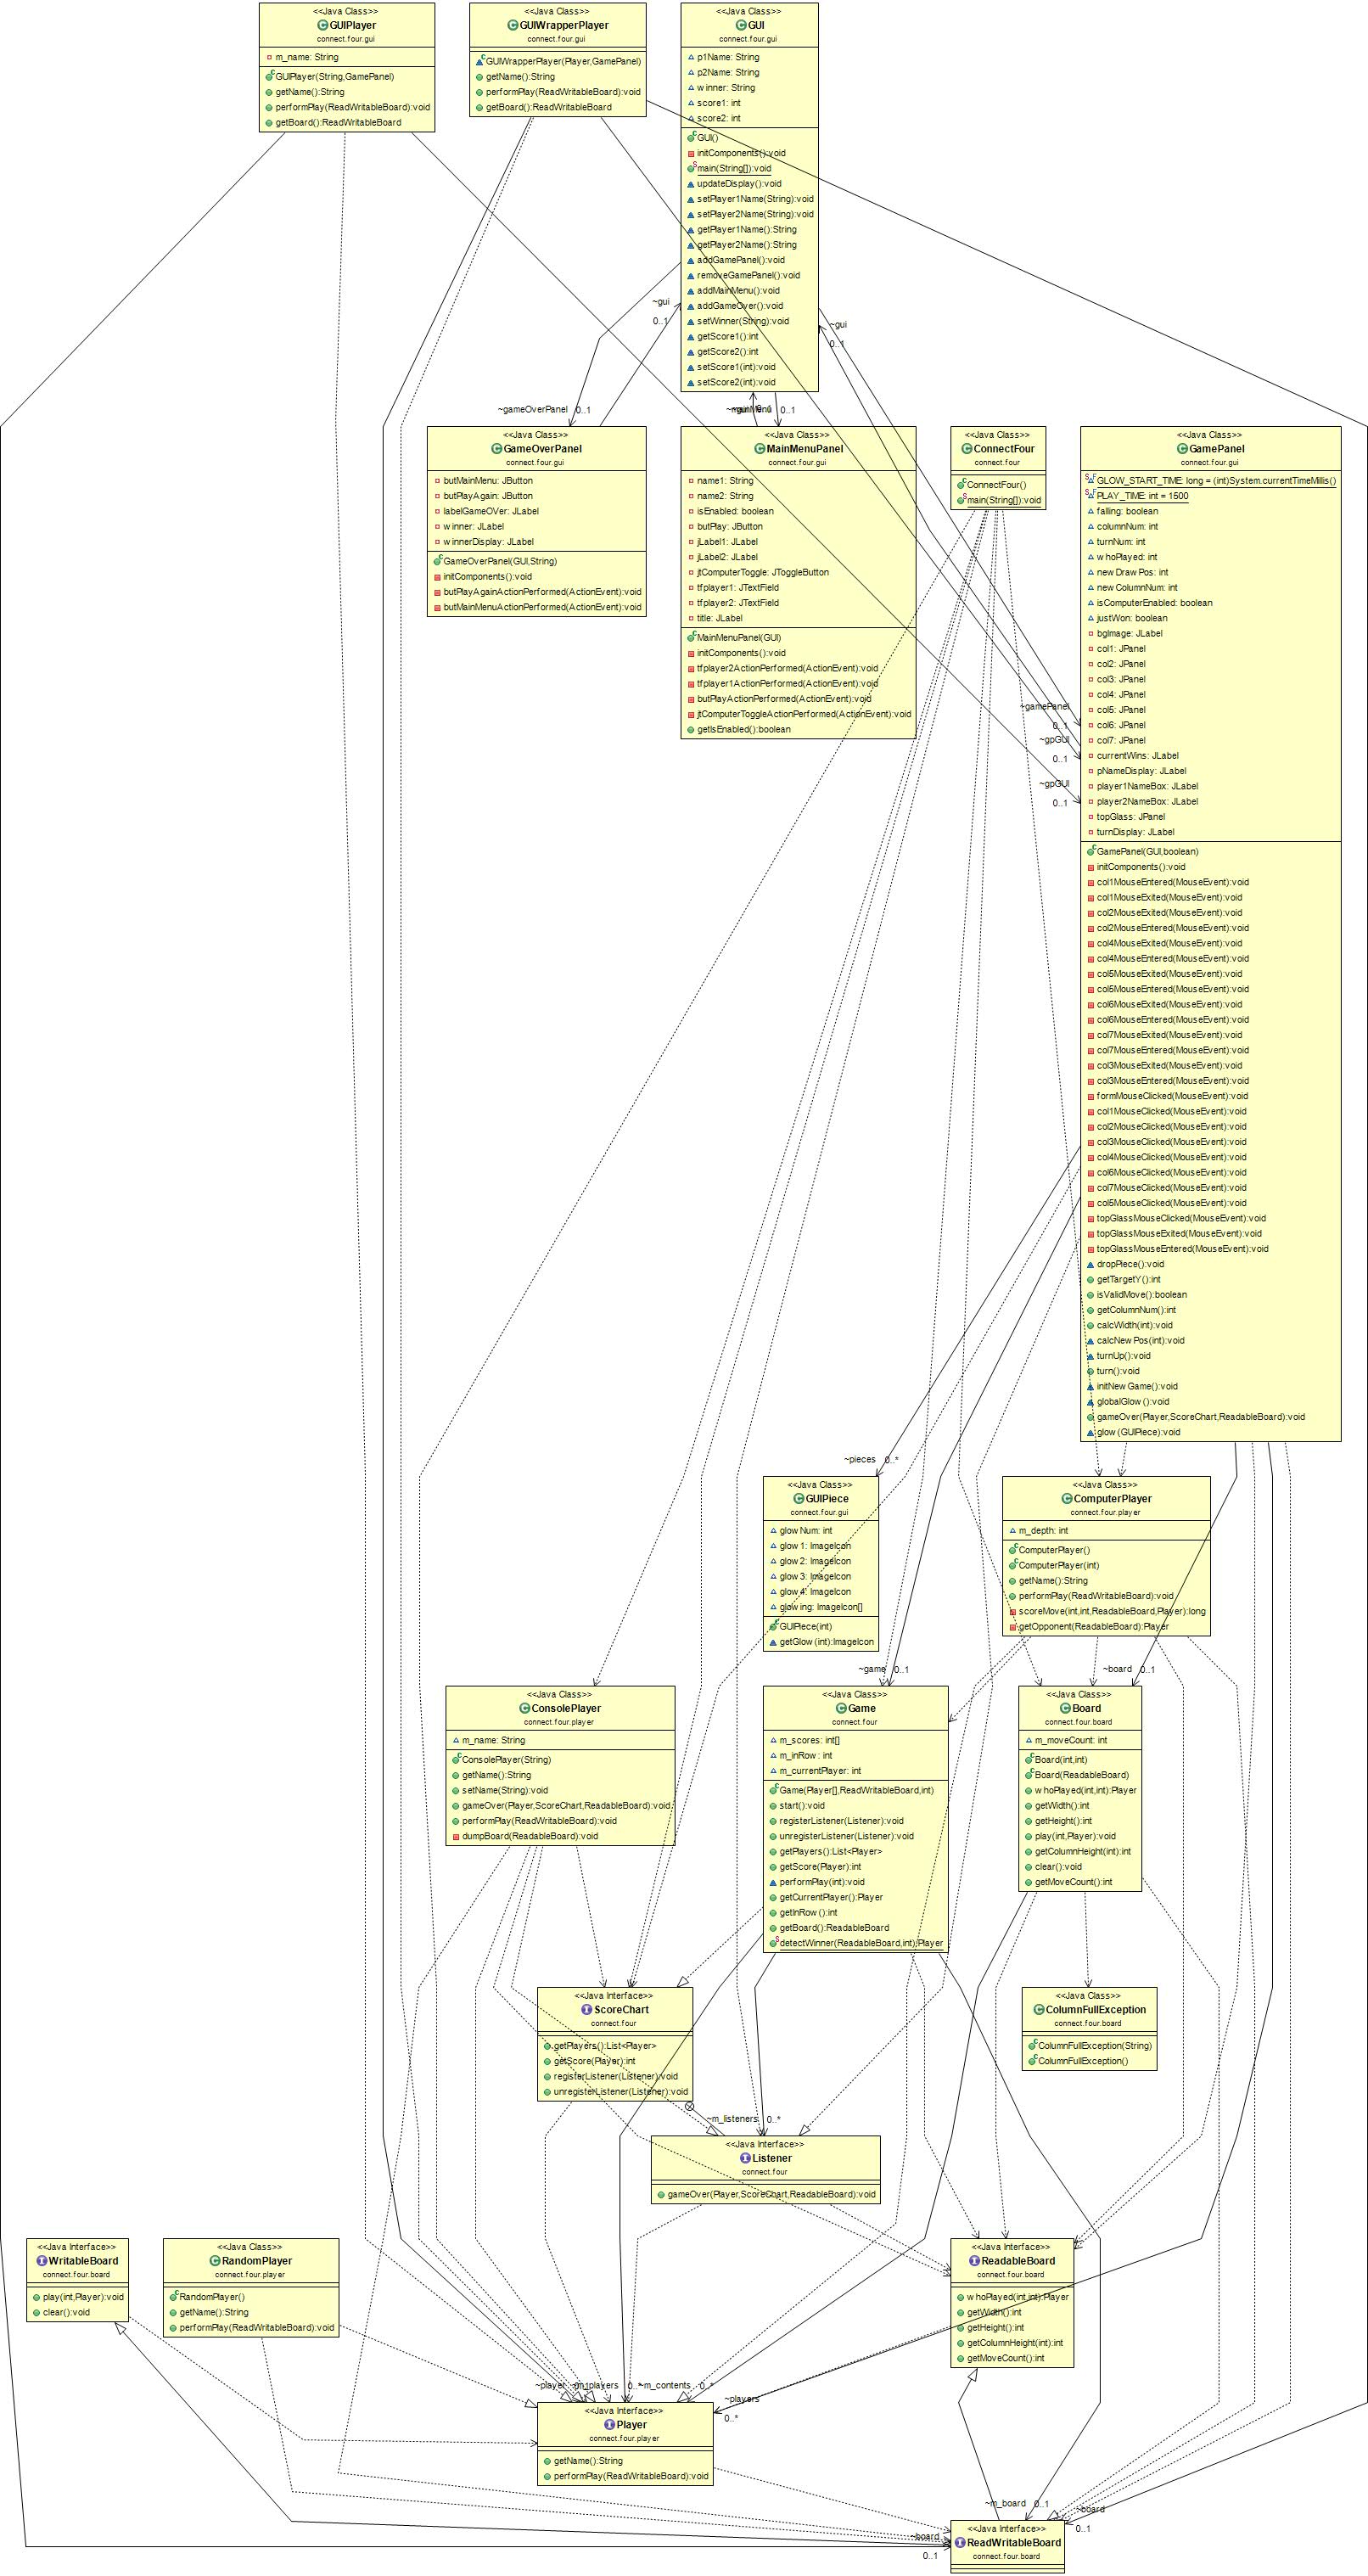 <<Java Class>>
GUIPlayer
connect.four.gui
m_name: String
GUIPlayer(String,GamePanel)
getName():String
performPlay(ReadWritableBoard):void
getBoard():ReadWritableBoard
<<Java Class>>
GUIWrapperPlayer
connect.four.gui
GUIWrapperPlayer(Player,GamePanel)
getName():String
performPlay(ReadWritableBoard):void
getBoard():ReadWritableBoard
<<Java Class>>
GUI
connect.four.gui
p1Name: String
p2Name: String
winner: String
score1: int
score2: int
GUI()
initComponents():void
main(String[]):void
updateDisplay():void
setPlayer1Name(String):void
setPlayer2Name(String):void
getPlayer1Name():String
getPlayer2Name():String
addGamePanel():void
removeGamePanel():void
addMainMenu():void
addGameOver():void
setWinner(String):void
getScore1():int
getScore2():int
setScore1(int):void
setScore2(int):void
~gui
0..1
~gui
0..1
~gameOverPanel 0..1
0..1
<<Java Class>>
GameOverPanel
connect.four.gui
butMainMenu: JButton
butPlayAgain: JButton
labelGameOVer: JLabel
winner: JLabel
winnerDisplay: JLabel
GameOverPanel(GUI,String)
initComponents():void
butPlayAgainActionPerformed(ActionEvent):void
butMainMenuActionPerformed(ActionEvent):void
<<Java Class>>
MainMenuPanel
connect.four.gui
name1: String
name2: String
isEnabled: boolean
butPlay: JButton
jLabel1: JLabel
jLabel2: JLabel
jtComputerToggle: JToggleButton
tfplayer1: JTextField
tfplayer2: JTextField
title: JLabel
MainMenuPanel(GUI)
initComponents():void
tfplayer2ActionPerformed(ActionEvent):void
tfplayer1ActionPerformed(ActionEvent):void
butPlayActionPerformed(ActionEvent):void
jtComputerToggleActionPerformed(ActionEvent):void
getIsEnabled():boolean
<<Java Class>>
ConnectFour
connect.four
ConnectFour()
main(String[]):void
<<Java Class>>
GamePanel
connect.four.gui
GLOW_START_TIME: long = (int)System.currentTimeMillis()
PLAY_TIME: int = 1500
falling: boolean
columnNum: int
turnNum: int
whoPlayed: int
newDrawPos: int
newColumnNum: int
isComputerEnabled: boolean
justWon: boolean
bgImage: JLabel
col1: JPanel
col2: JPanel
col3: JPanel
col4: JPanel
col5: JPanel
col6: JPanel
col7: JPanel
currentWins: JLabel
pNameDisplay: JLabel
player1NameBox: JLabel
player2NameBox: JLabel
topGlass: JPanel
turnDisplay: JLabel
GamePanel(GUI,boolean)
initComponents():void
col1MouseEntered(MouseEvent):void
col1MouseExited(MouseEvent):void
col2MouseExited(MouseEvent):void
col2MouseEntered(MouseEvent):void
col4MouseExited(MouseEvent):void
col4MouseEntered(MouseEvent):void
col5MouseExited(MouseEvent):void
col5MouseEntered(MouseEvent):void
col6MouseExited(MouseEvent):void
col6MouseEntered(MouseEvent):void
col7MouseExited(MouseEvent):void
col7MouseEntered(MouseEvent):void
col3MouseExited(MouseEvent):void
col3MouseEntered(MouseEvent):void
formMouseClicked(MouseEvent):void
col1MouseClicked(MouseEvent):void
col2MouseClicked(MouseEvent):void
col3MouseClicked(MouseEvent):void
col4MouseClicked(MouseEvent):void
col6MouseClicked(MouseEvent):void
col7MouseClicked(MouseEvent):void
col5MouseClicked(MouseEvent):void
topGlassMouseClicked(MouseEvent):void
topGlassMouseExited(MouseEvent):void
topGlassMouseEntered(MouseEvent):void
dropPiece():void
getTargetY():int
isValidMove():boolean
getColumnNum():int
calcWidth(int):void
calcNewPos(int):void
turnUp():void
turn():void
initNewGame():void
globalGlow():void
gameOver(Player,ScoreChart,ReadableBoard):void
glow(GUIPiece):void
~gamePanel
0..1
~gpGUI
0..1
~gpGUI
0..1
~pieces 0..*
<<Java Class>>
GUIPiece
connect.four.gui
glowNum: int
glow1: ImageIcon
glow2: ImageIcon
glow3: ImageIcon
glow4: ImageIcon
glowing: ImageIcon[]
GUIPiece(int)
getGlow(int):ImageIcon
<<Java Class>>
ComputerPlayer
connect.four.player
m_depth: int
ComputerPlayer()
ComputerPlayer(int)
getName():String
performPlay(ReadWritableBoard):void
scoreMove(int,int,ReadableBoard,Player):long
getOpponent(ReadableBoard):Player
~game 0..1
~board 0..1
<<Java Class>>
ConsolePlayer
connect.four.player
m_name: String
ConsolePlayer(String)
getName():String
setName(String):void
gameOver(Player,ScoreChart,ReadableBoard):void
performPlay(ReadWritableBoard):void
dumpBoard(ReadableBoard):void
<<Java Class>>
Game
connect.four
m_scores: int[]
m_inRow: int
m_currentPlayer: int
Game(Player[],ReadWritableBoard,int)
start():void
registerListener(Listener):void
unregisterListener(Listener):void
getPlayers():List<Player>
getScore(Player):int
performPlay(int):void
getCurrentPlayer():Player
getInRow():int
getBoard():ReadableBoard
detectWinner(ReadableBoard,int):Player
<<Java Class>>
Board
connect.four.board
m_moveCount: int
Board(int,int)
Board(ReadableBoard)
whoPlayed(int,int):Player
getWidth():int
getHeight():int
play(int,Player):void
getColumnHeight(int):int
clear():void
getMoveCount():int
<<Java Interface>>
ScoreChart
connect.four
getPlayers():List<Player>
getScore(Player):int
registerListener(Listener):void
unregisterListener(Listener):void
<<Java Class>>
ColumnFullException
connect.four.board
ColumnFullException(String)
ColumnFullException()
~m_listeners 0..*
<<Java Interface>>
Listener
connect.four
gameOver(Player,ScoreChart,ReadableBoard):void
<<Java Interface>>
WritableBoard
connect.four.board
play(int,Player):void
clear():void
<<Java Class>>
RandomPlayer
connect.four.player
RandomPlayer()
getName():String
performPlay(ReadWritableBoard):void
<<Java Interface>>
ReadableBoard
connect.four.board
whoPlayed(int,int):Player
getWidth():int
getHeight():int
getColumnHeight(int):int
getMoveCount():int
~player
~m_contents 0..*
~players
0..*
<<Java Interface>>
Player
connect.four.player
getName():String
performPlay(ReadWritableBoard):void
~m_board 0..1
~board
0..1
~board
0..1
<<Java Interface>>
ReadWritableBoard
connect.four.board